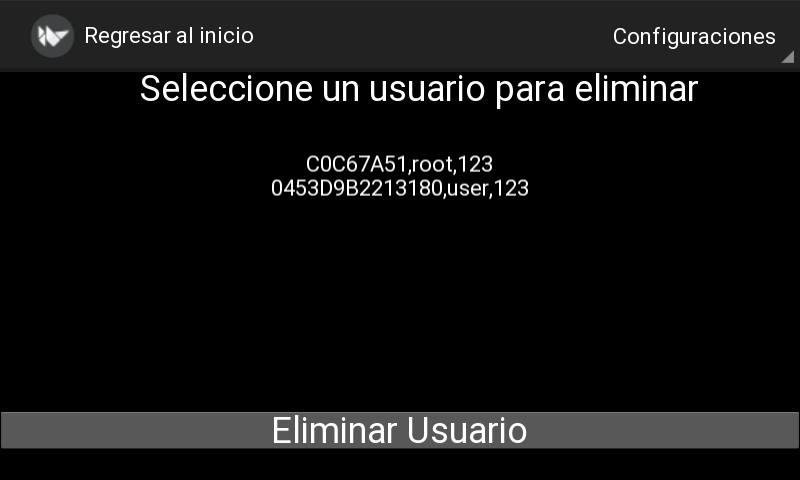 Regresar al inicio
Configuraciones
Seleccione un usuario para eliminar
C0C67A51,root,123
0453D9B2213180,user,123
Eliminar Usuario